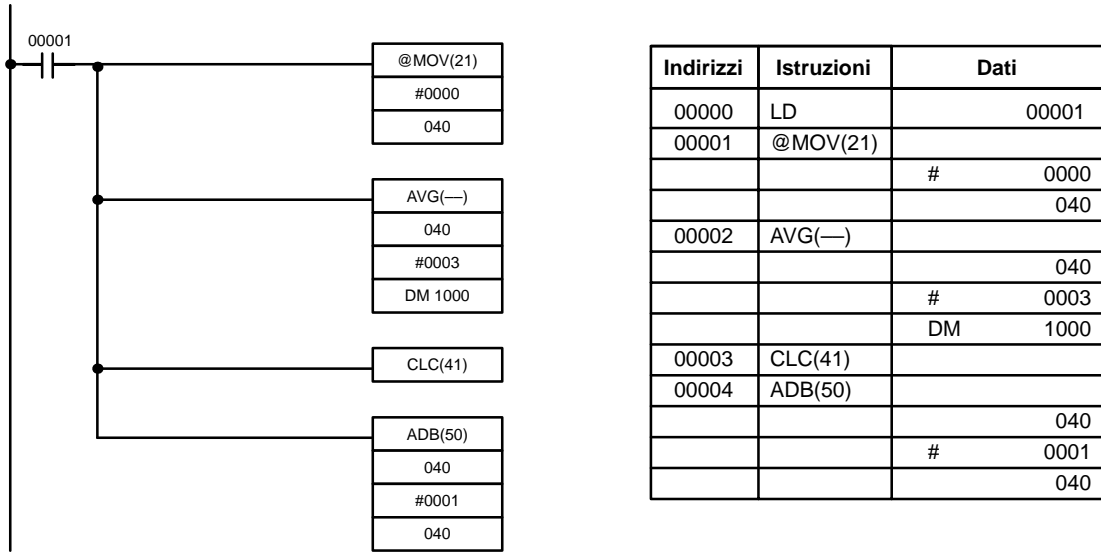 00001
@MOV(21)
#0000
040
AVG(––)
040
#0003
DM 1000
CLC(41)
ADB(50)
040
#0001
040
Indirizzi Istruzioni Dati
00000 LD 00001
00001 @MOV(21)
# 0000
040
00002 AVG(––)
040
# 0003
DM 1000
00003 CLC(41)
00004 ADB(50)
040
# 0001
040